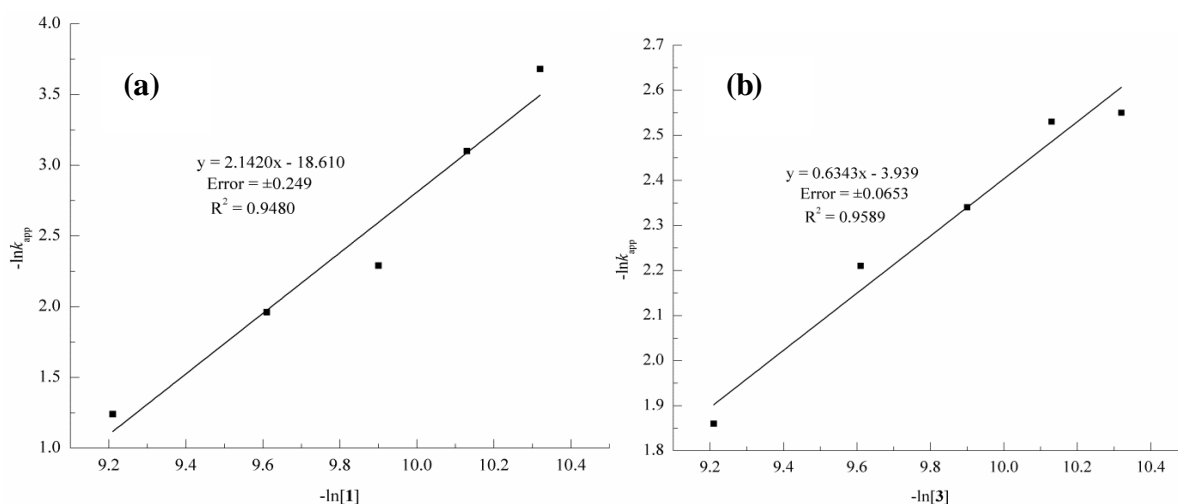 (a)
4.0
3.5
3.0
2.5
2.0
1.5
1.0
-lnk_app
y = 2.1420x - 18.610
Error = ±0.249
R² = 0.9480
9.2 9.4 9.6 9.8 10.0 10.2 10.4
-ln[1]
(b)
2.7
2.6
2.5
2.4
2.3
2.2
2.1
2.0
1.9
1.8
-lnk_app
y = 0.6343x - 3.939
Error = ±0.0653
R² = 0.9589
9.2 9.4 9.6 9.8 10.0 10.2 10.4
-ln[3]